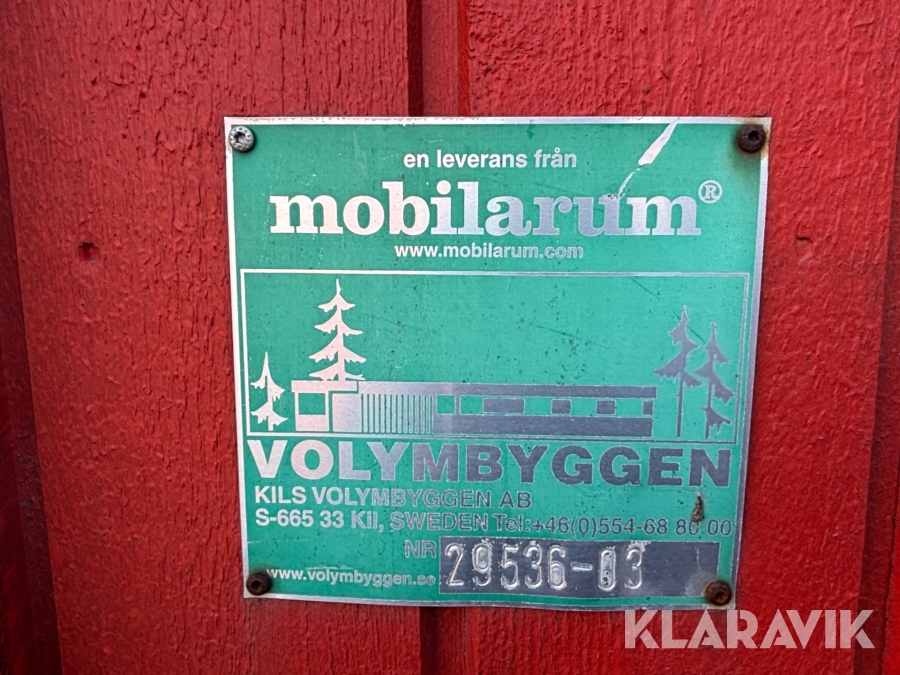 en leverans från
mobilarum®
www.mobilarum.com
VOLYMBYGGEN
KILS VOLYMBYGGEN AB
S-665 33 Kil, SWEDEN Tel:+46(0)554-68 80 00
NR 29536-03
www.volymbyggen.se
KLARAVIK